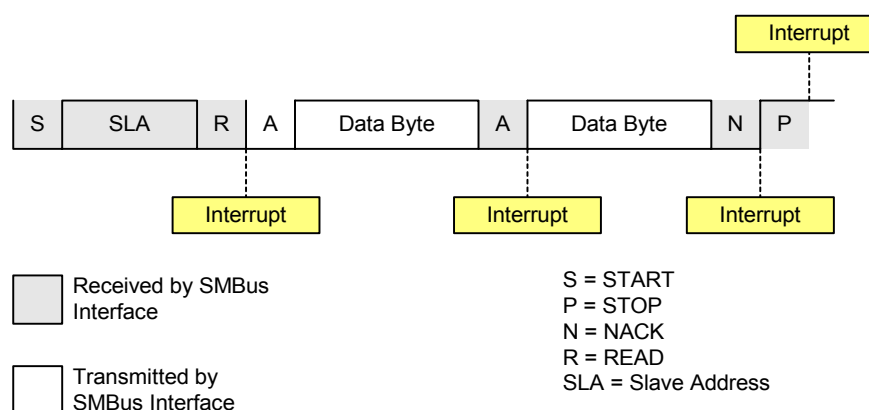 Interrupt
S SLA R A Data Byte A Data Byte N P
Interrupt Interrupt Interrupt
Received by SMBus
Interface
Transmitted by
SMBus Interface
S = START
P = STOP
N = NACK
R = READ
SLA = Slave Address